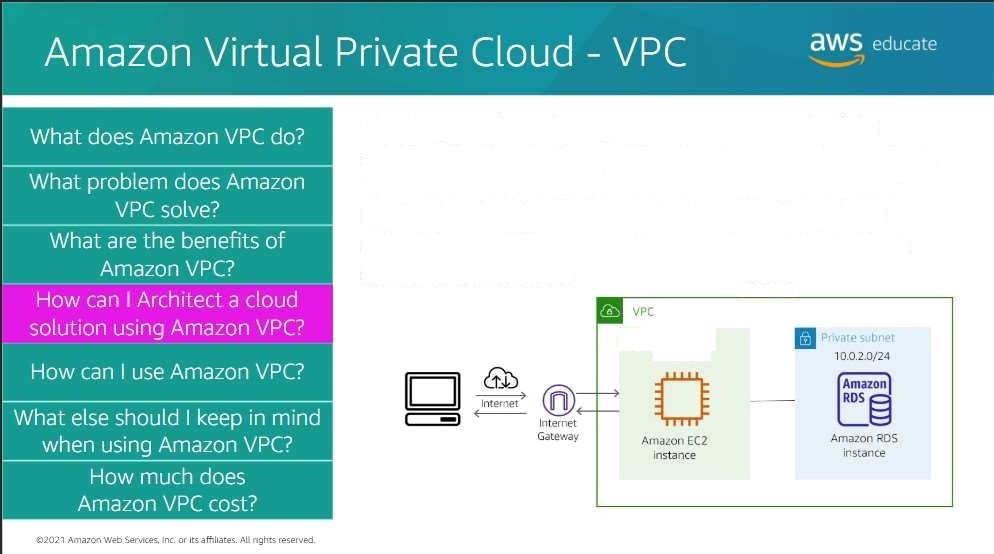 Amazon Virtual Private Cloud - VPC
aws educate
What does Amazon VPC do?
What problem does Amazon
VPC solve?
What are the benefits of
Amazon VPC?
How can I Architect a cloud
solution using Amazon VPC?
How can I use Amazon VPC?
What else should I keep in mind
when using Amazon VPC?
How much does
Amazon VPC cost?
Internet
Internet
Gateway
VPC
Amazon EC2
instance
Private subnet
10.0.2.0/24
Amazon
RDS
Amazon RDS
instance
©2021 Amazon Web Services, Inc. or its affiliates. All rights reserved.